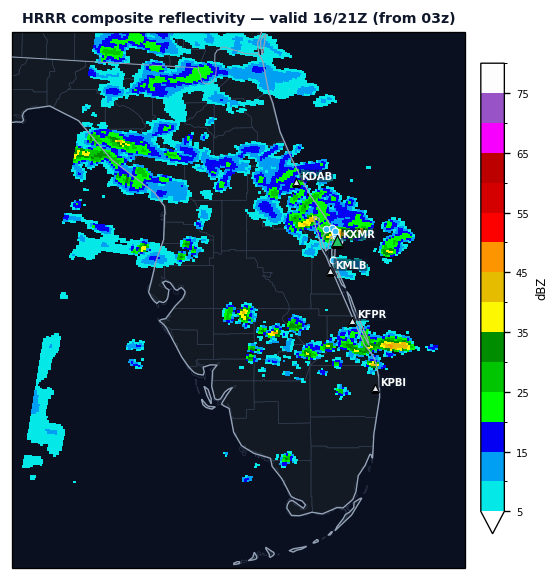 HRRR composite reflectivity — valid 16/21Z (from 03z)
KDAB
KXMR
KMLB
KFPR
KPBI
75
65
55
45
35
25
15
5
dBZ